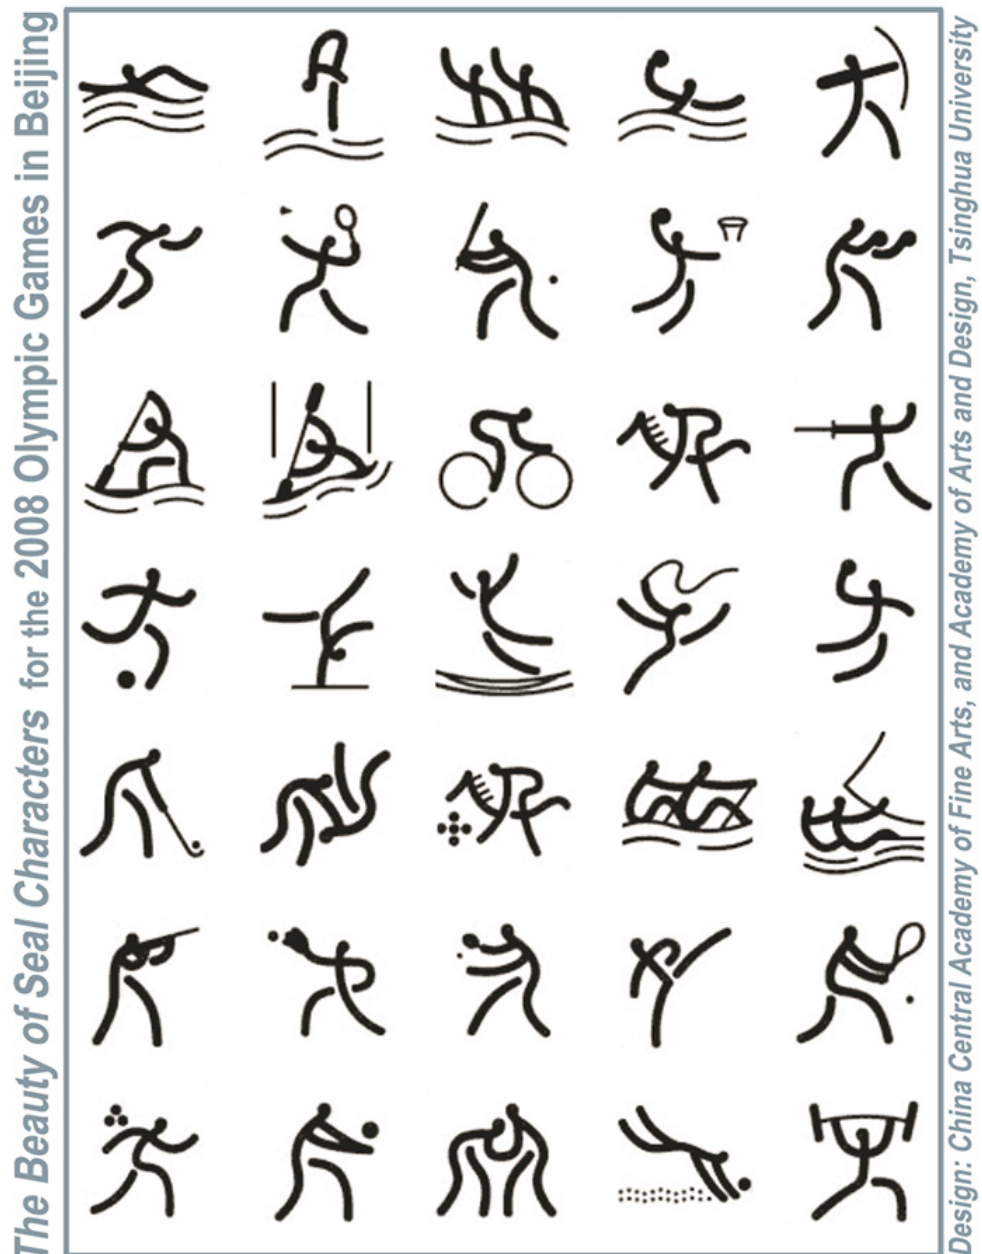 The Beauty of Seal Characters for the 2008 Olympic Games in Beijing
Design: China Central Academy of Fine Arts, and Academy of Arts and Design, Tsinghua University